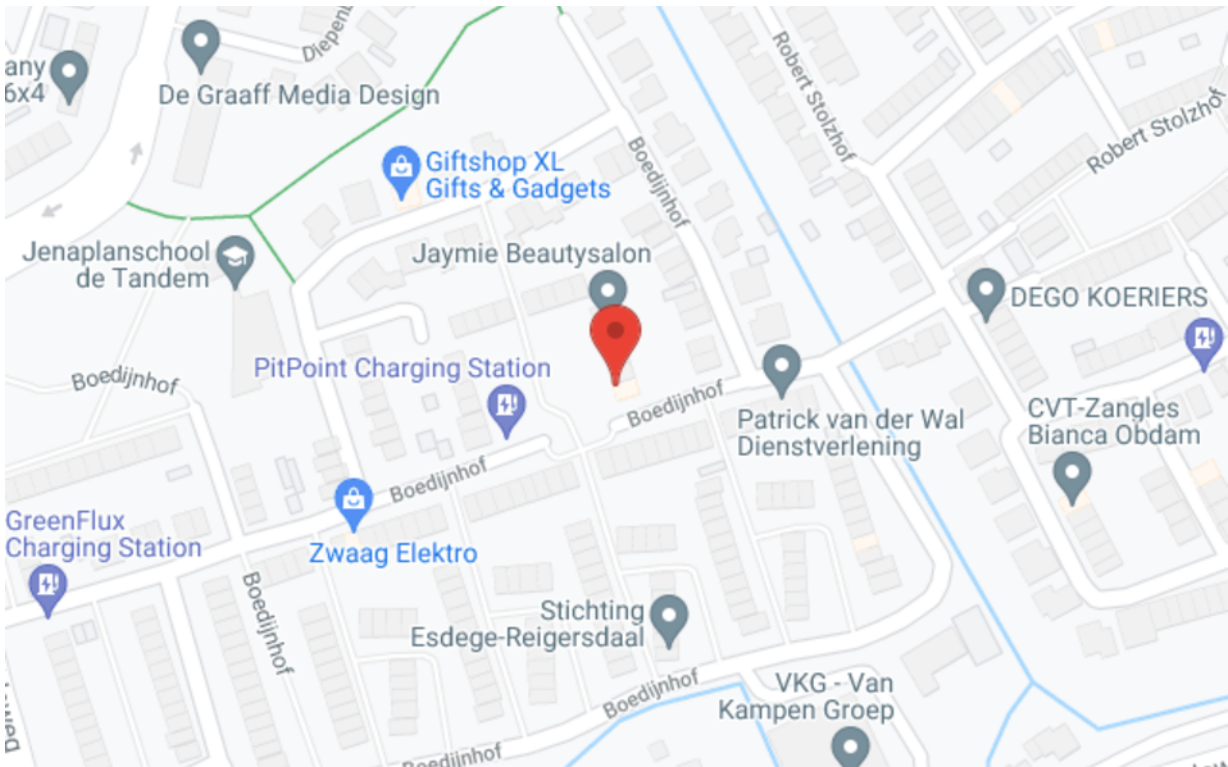 any
6x4
De Graaff Media Design
Giftshop XL
Gifts & Gadgets
Robert Stolzhof
Robert Stolzhof
Boedijnhof
Jenaplanschool
de Tandem
Jaymie Beautysalon
DEGO KOERIERS
PitPoint Charging Station
Boedijnhof
Boedijnhof
Patrick van der Wal
Dienstverlening
CVT-Zangles
Bianca Obdam
Boedijnhof
GreenFlux
Charging Station
Zwaag Elektro
Boedijnhof
Stichting
Esdege-Reigersdaal
Boedijnhof
VKG - Van
Kampen Groep
Boedijnhof